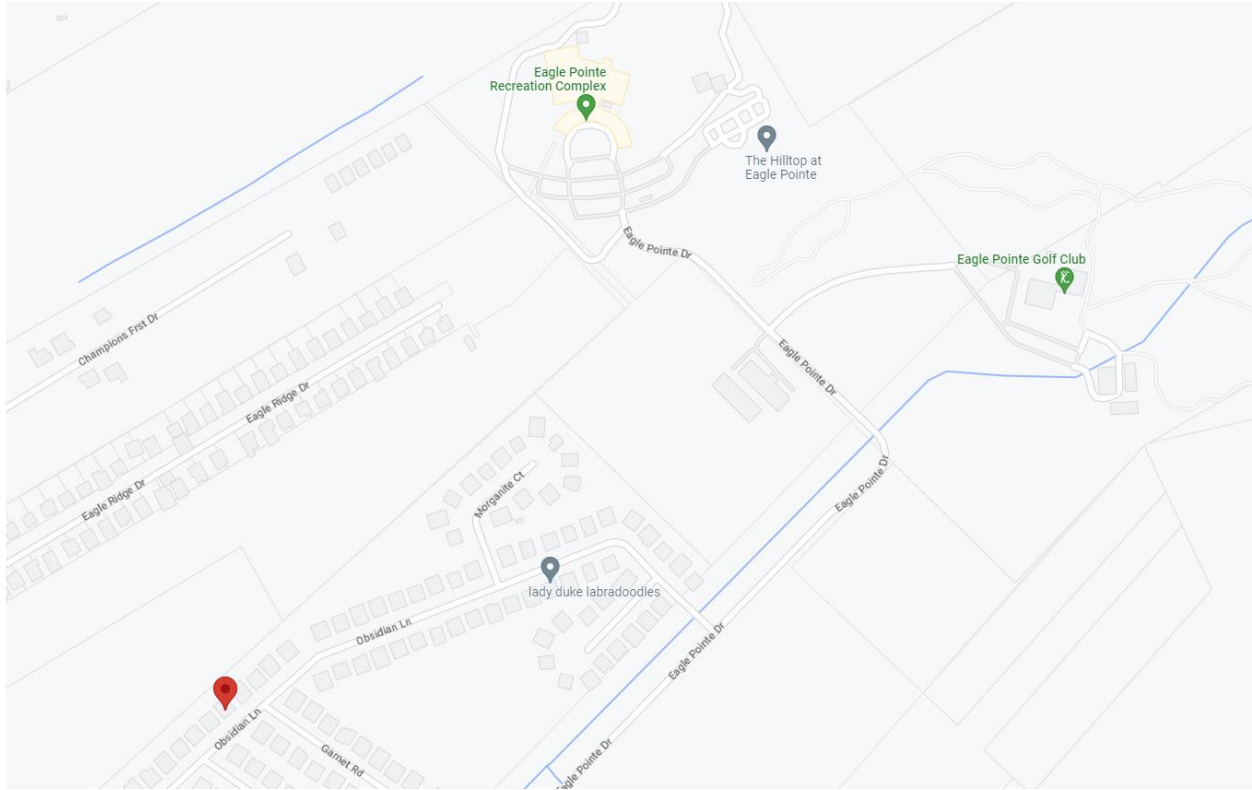 Eagle Pointe
Recreation Complex
The Hilltop at
Eagle Pointe
Eagle Pointe Dr
Eagle Pointe Golf Club
Champions Frst Dr
Eagle Pointe Dr
Eagle Ridge Dr
Eagle Ridge Dr
Morganite Ct
Eagle Pointe Dr
lady duke labradoodles
Obsidian Ln
Eagle Pointe Dr
Obsidian Ln
Garnet Rd
Eagle Pointe Dr